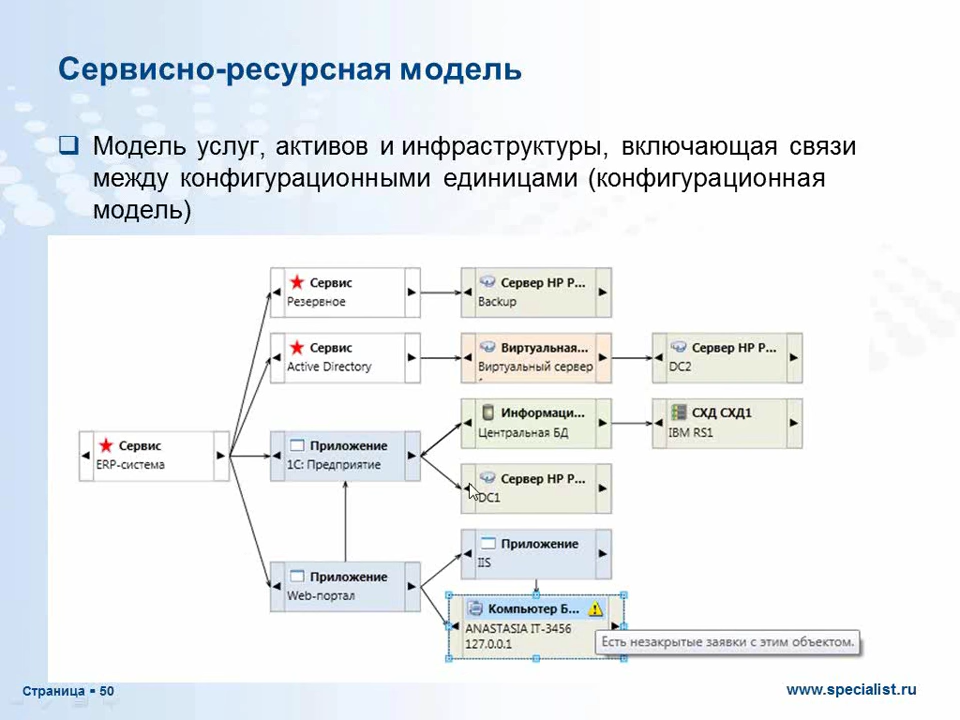 Сервисно-ресурсная модель
Модель услуг, активов и инфраструктуры, включающая связи
между конфигурационными единицами (конфигурационная
модель)
Сервис
Резервное
Сервер HP P...
Backup
Сервис
Active Directory
Виртуальная...
Виртуальный сервер
Сервер HP P...
DC2
Информаци...
Центральная БД
СХД СХД1
IBM RS1
Сервис
ERP-система
Приложение
1С: Предприятие
Сервер HP P...
DC1
Приложение
IIS
Приложение
Web-портал
Компьютер Б...
ANASTASIA IT-3456
127.0.0.1
Есть незакрытые заявки с этим объектом.
Страница ▪ 50
www.specialist.ru